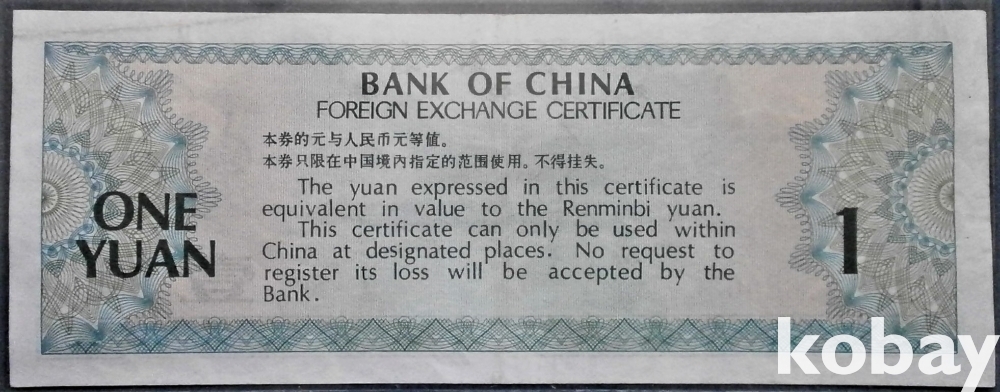 BANK OF CHINA
FOREIGN EXCHANGE CERTIFICATE
本券的元与人民币元等值。
本券只限在中国境内指定的范围使用。不得挂失。
The yuan expressed in this certificate is
equivalent in value to the Renminbi yuan.
This certificate can only be used within
China at designated places. No request to
register its loss will be accepted by the
Bank.
ONE
YUAN
1
kobay